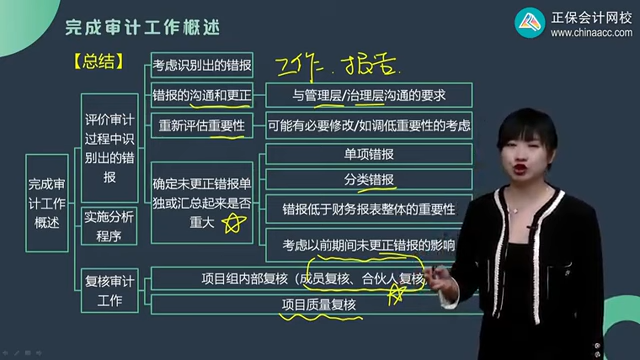 完成审计工作概述
正保会计网校
www.chinaacc.com
【总结】
工作、报告
考虑识别出的错报
错报的沟通和更正
与管理层/治理层沟通的要求
评价审计
过程中识
别出的错
报
重新评估重要性
可能有必要修改/如调低重要性的考虑
单项错报
确定未更正错报单
独或汇总起来是否
重大
分类错报
完成审
计工作
概述
错报低于财务报表整体的重要性
实施分析
程序
考虑以前期间未更正错报的影响
复核审计
工作
项目组内部复核（成员复核、合伙人复核
项目质量复核